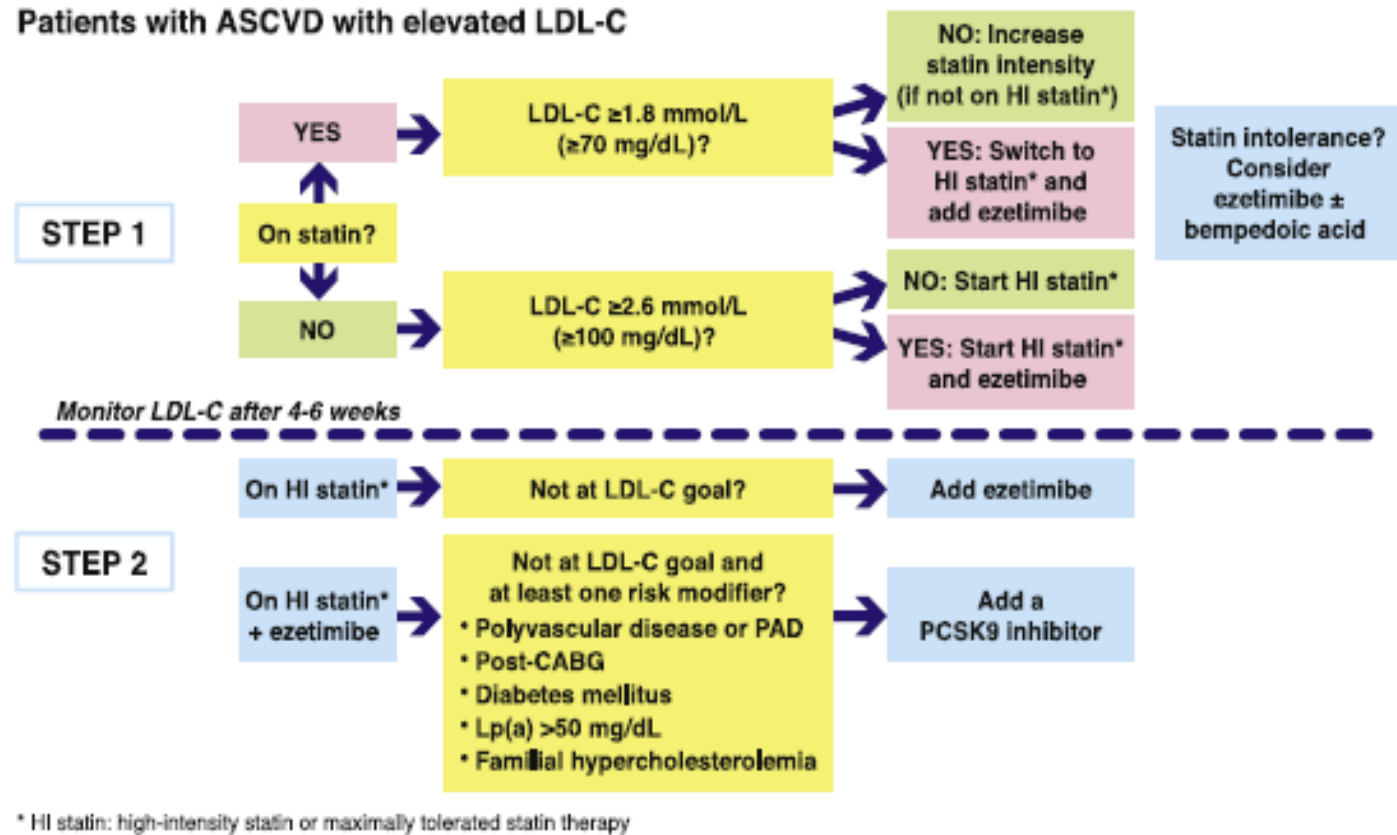 Patients with ASCVD with elevated LDL-C
STEP 1
On statin?
YES
LDL-C ≥1.8 mmol/L
(≥70 mg/dL)?
NO: Increase
statin intensity
(if not on HI statin*)
YES: Switch to
HI statin* and
add ezetimibe
NO
LDL-C ≥2.6 mmol/L
(≥100 mg/dL)?
NO: Start HI statin*
YES: Start HI statin*
and ezetimibe
Statin intolerance?
Consider
ezetimibe ±
bempedoic acid
Monitor LDL-C after 4-6 weeks
STEP 2
On HI statin*
Not at LDL-C goal?
Add ezetimibe
On HI statin*
+ ezetimibe
Not at LDL-C goal and
at least one risk modifier?
• Polyvascular disease or PAD
• Post-CABG
• Diabetes mellitus
• Lp(a) >50 mg/dL
• Familial hypercholesterolemia
Add a
PCSK9 inhibitor
* HI statin: high-intensity statin or maximally tolerated statin therapy